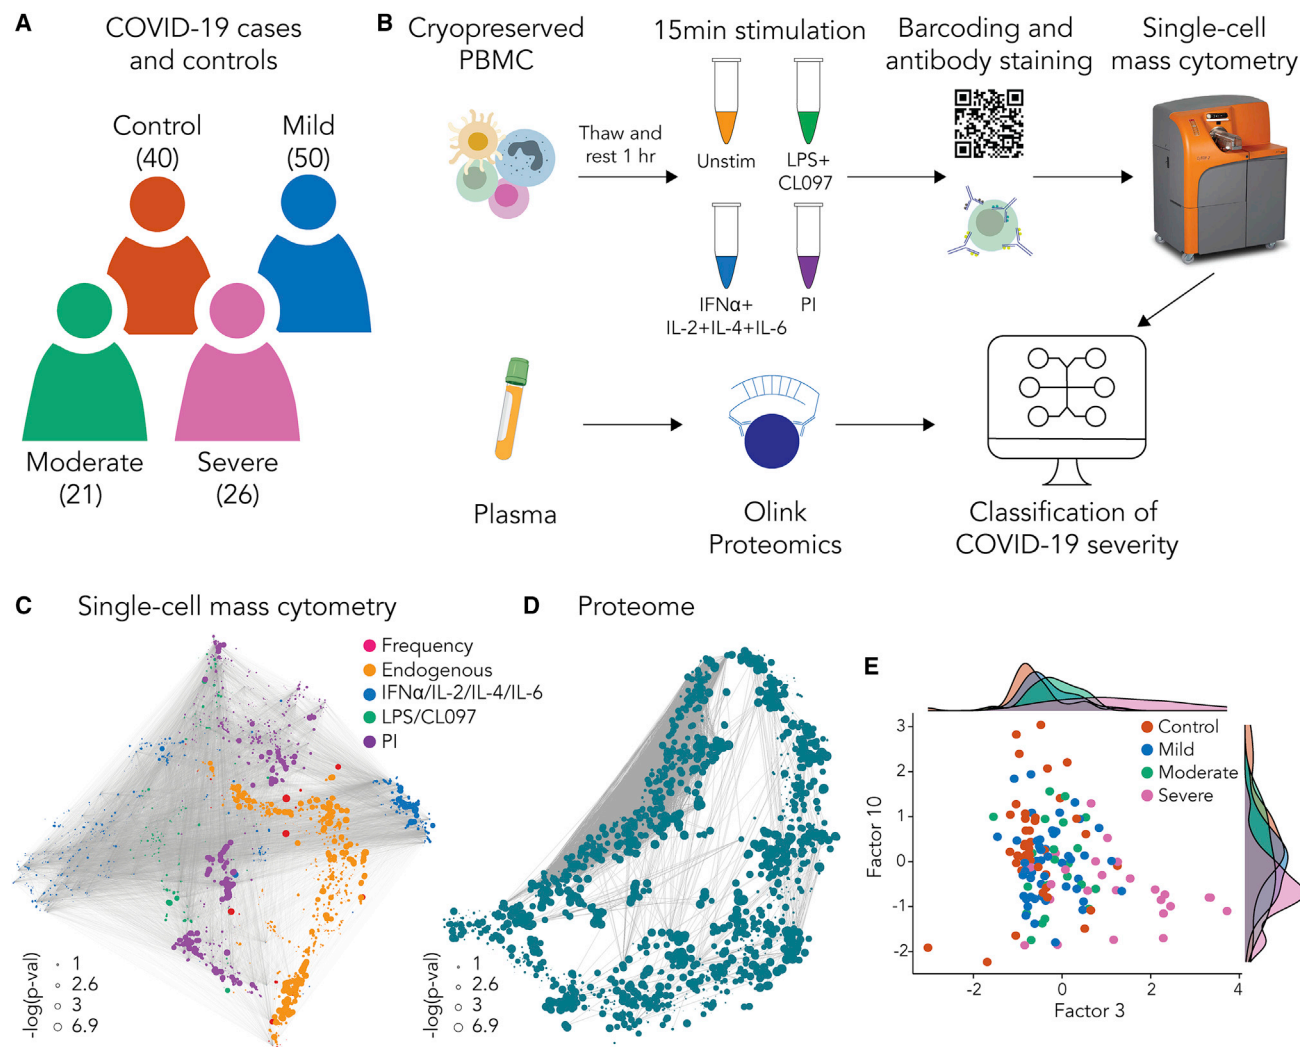 A
COVID-19 cases
and controls
Control
(40)
Mild
(50)
Moderate
(21)
Severe
(26)
B
Cryopreserved
PBMC
Thaw and
rest 1 hr
15min stimulation
Unstim
LPS+
CL097
IFNα+
IL-2+IL-4+IL-6
PI
Barcoding and
antibody staining
Single-cell
mass cytometry
Plasma
Olink
Proteomics
Classification of
COVID-19 severity
C
Single-cell mass cytometry
Frequency
Endogenous
IFNα/IL-2/IL-4/IL-6
LPS/CL097
PI
-log(p-val)
1
2.6
3
6.9
D
Proteome
-log(p-val)
1
2.6
3
6.9
E
Control
Mild
Moderate
Severe
Factor 10
3
2
1
0
-1
-2
-2
0
2
4
Factor 3